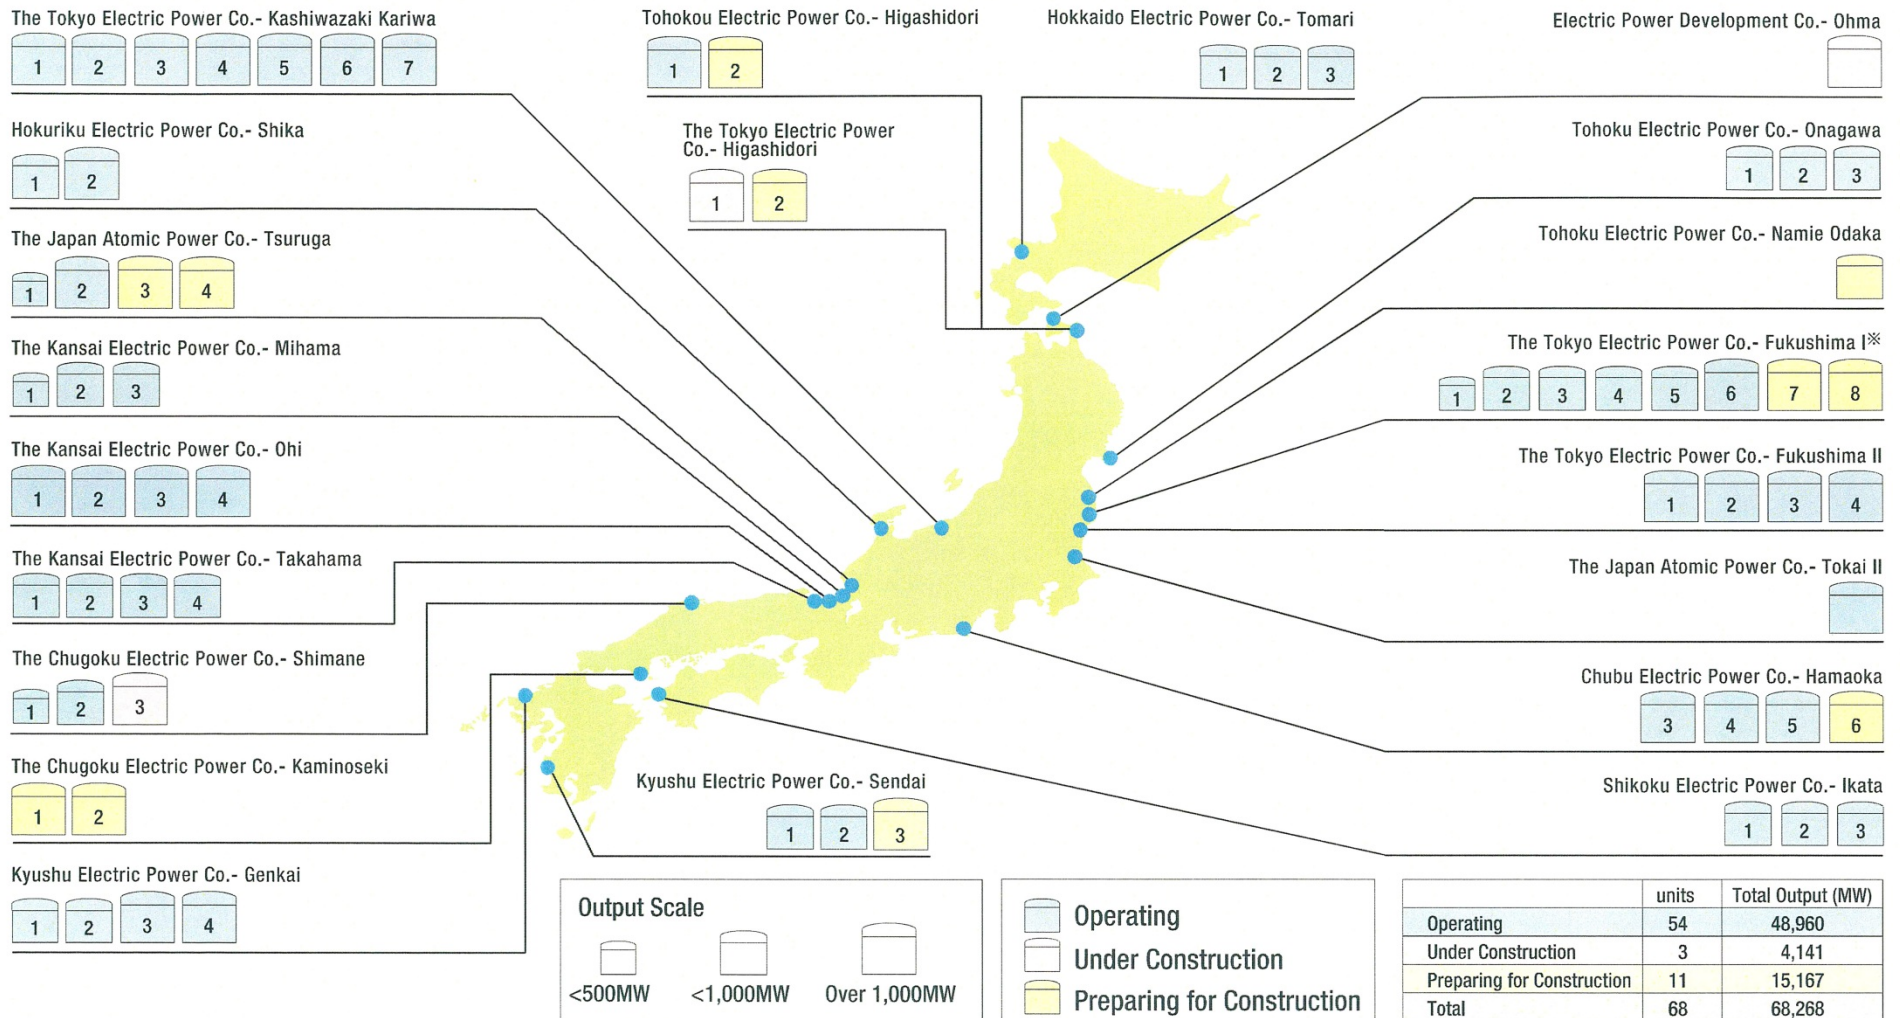 The Tokyo Electric Power Co.- Kashiwazaki Kariwa
1 2 3 4 5 6 7
Hokuriku Electric Power Co.- Shika
1 2
The Japan Atomic Power Co.- Tsuruga
1 2 3 4
The Kansai Electric Power Co.- Mihama
1 2 3
The Kansai Electric Power Co.- Ohi
1 2 3 4
The Kansai Electric Power Co.- Takahama
1 2 3 4
The Chugoku Electric Power Co.- Shimane
1 2 3
The Chugoku Electric Power Co.- Kaminoseki
1 2
Kyushu Electric Power Co.- Genkai
1 2 3 4
Tohokou Electric Power Co.- Higashidori
1 2
The Tokyo Electric Power
Co.- Higashidori
1 2
Hokkaido Electric Power Co.- Tomari
1 2 3
Electric Power Development Co.- Ohma
Tohoku Electric Power Co.- Onagawa
1 2 3
Tohoku Electric Power Co.- Namie Odaka
The Tokyo Electric Power Co.- Fukushima I※
1 2 3 4 5 6 7 8
The Tokyo Electric Power Co.- Fukushima II
1 2 3 4
The Japan Atomic Power Co.- Tokai II
Chubu Electric Power Co.- Hamaoka
3 4 5 6
Shikoku Electric Power Co.- Ikata
1 2 3
Kyushu Electric Power Co.- Sendai
1 2 3
Output Scale
<500MW <1,000MW Over 1,000MW
Operating
Under Construction
Preparing for Construction
units Total Output (MW)
Operating 54 48,960
Under Construction 3 4,141
Preparing for Construction 11 15,167
Total 68 68,268